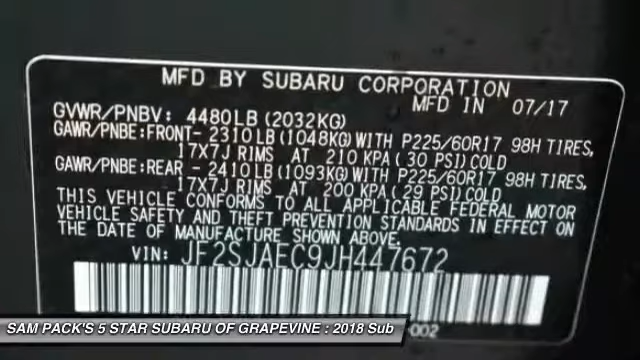 MFD BY SUBARU CORPORATION
MFD IN 07/17
GVWR/PNBV: 4480LB(2032KG)
GAWR/PNBE:FRONT- 2310LB(1048KG)WITH P225/60R17 98H TIRES,
17X7J RIMS AT 210 KPA( 30 PSI)COLD
GAWR/PNBE:REAR - 2410LB(1093KG)WITH P225/60R17 98H TIRES,
17X7J RIMS AT 200 KPA( 29 PSI)COLD
THIS VEHICLE CONFORMS TO ALL APPLICABLE FEDERAL MOTOR
VEHICLE SAFETY AND THEFT PREVENTION STANDARDS IN EFFECT ON
THE DATE OF MANUFACTURE SHOWN ABOVE.
VIN: JF2SJAEC9JH447672
002
SAM PACK'S 5 STAR SUBARU OF GRAPEVINE : 2018 Sub